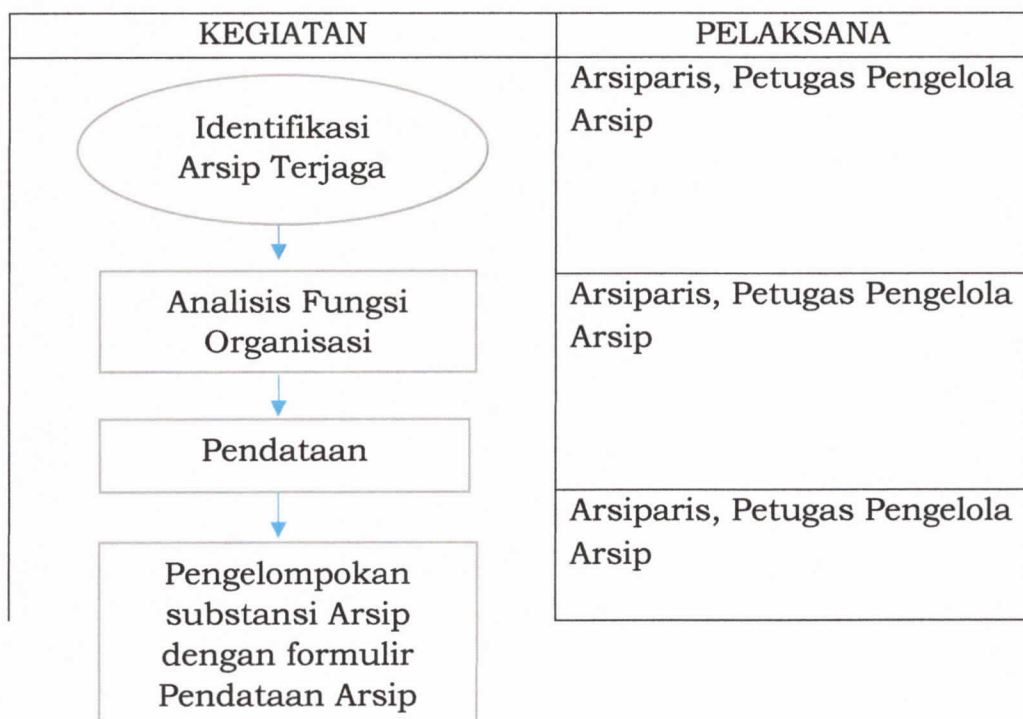 KEGIATAN
PELAKSANA
Identifikasi
Arsip Terjaga
Arsiparis, Petugas Pengelola
Arsip
Analisis Fungsi
Organisasi
Arsiparis, Petugas Pengelola
Arsip
Pendataan
Pengelompokan
substansi Arsip
dengan formulir
Pendataan Arsip
Arsiparis, Petugas Pengelola
Arsip